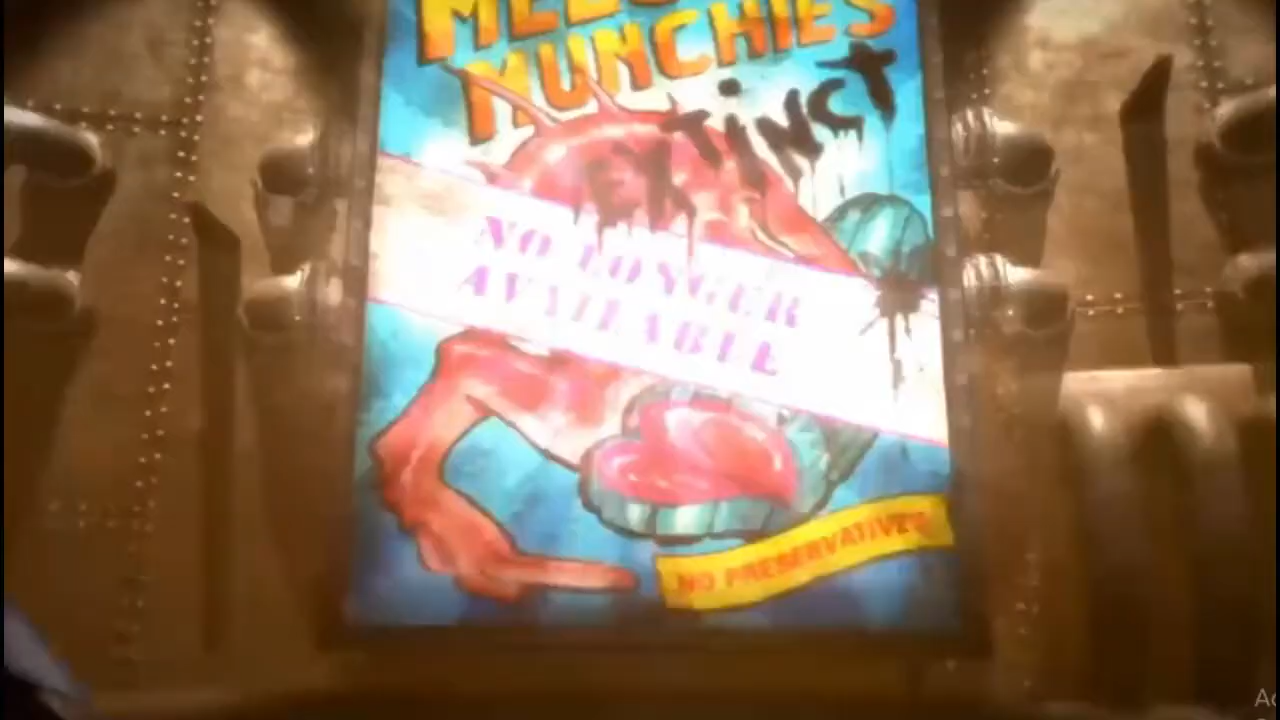 MUNCHIES
EXTINCT
NO LONGER
AVAILABLE
NO PRESERVATIVES